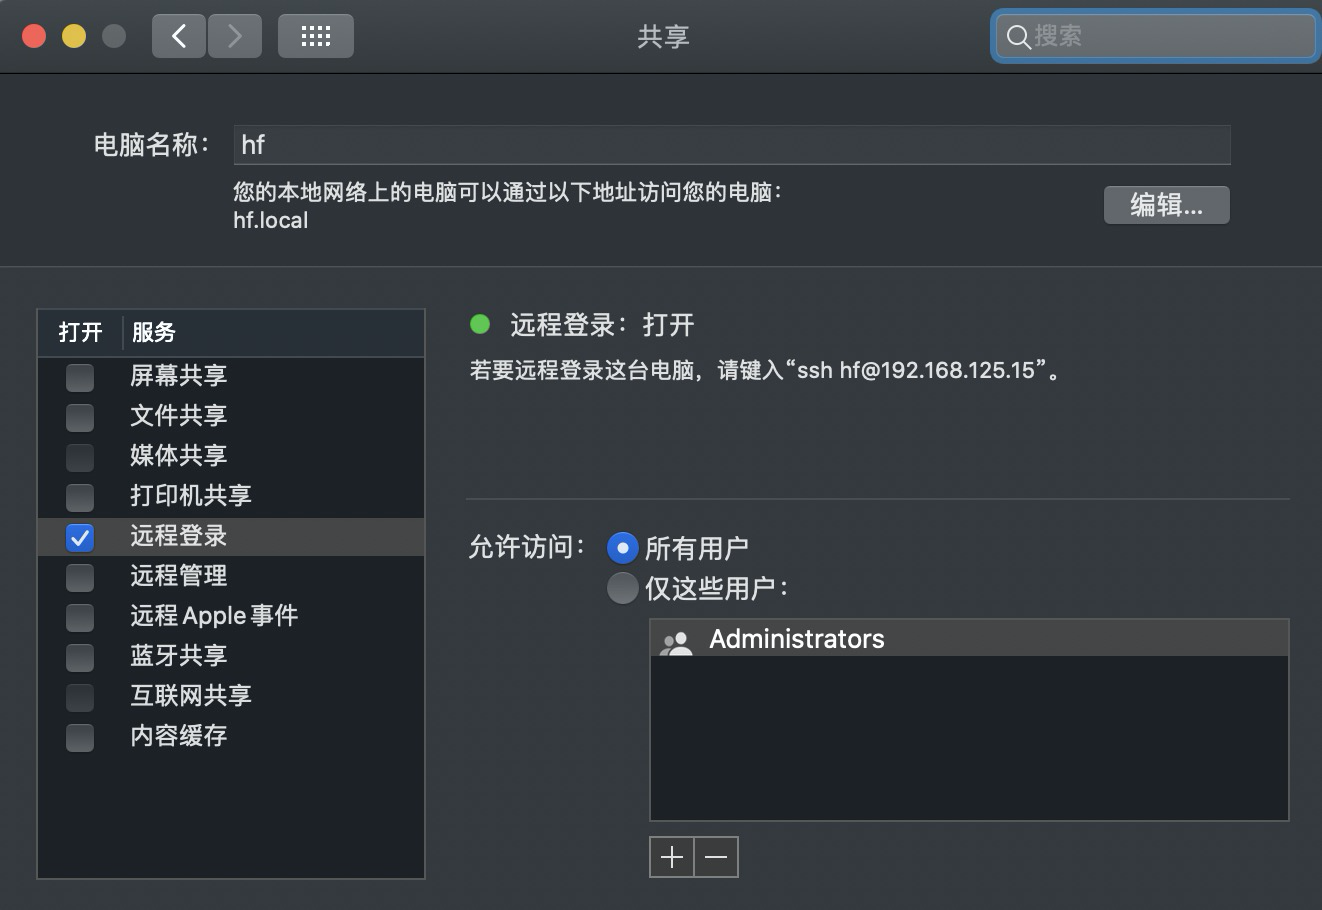 共享
搜索
电脑名称：
hf
您的本地网络上的电脑可以通过以下地址访问您的电脑：
hf.local
编辑...
打开
服务
屏幕共享
文件共享
媒体共享
打印机共享
远程登录
远程管理
远程Apple事件
蓝牙共享
互联网共享
内容缓存
远程登录：打开
若要远程登录这台电脑，请键入“ssh hf@192.168.125.15”。
允许访问：
所有用户
仅这些用户：
Administrators